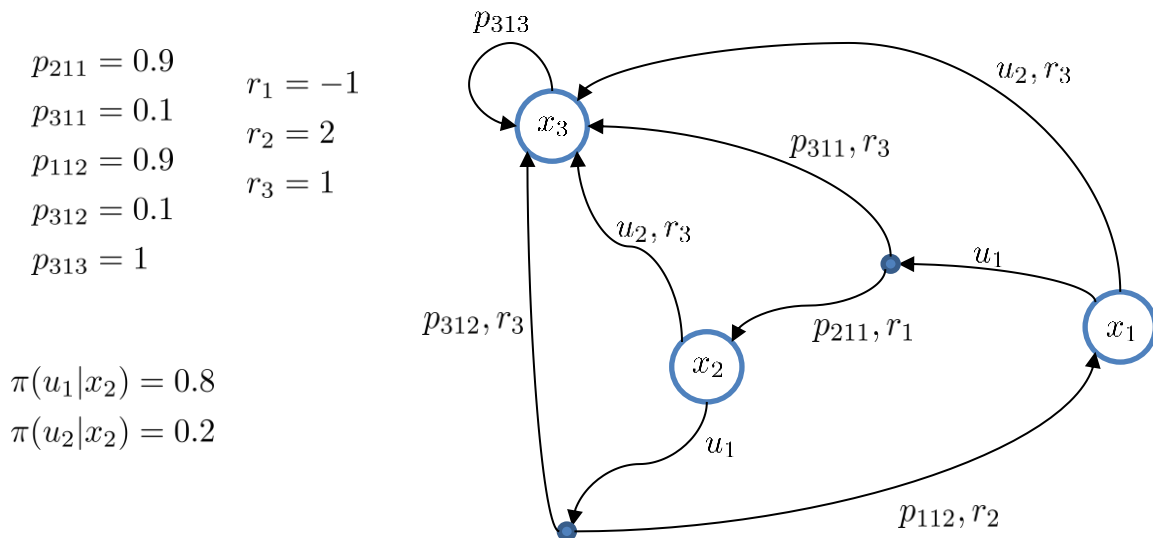 p_{211} = 0.9
p_{311} = 0.1
p_{112} = 0.9
p_{312} = 0.1
p_{313} = 1
r_1 = -1
r_2 = 2
r_3 = 1
π(u_1|x_2) = 0.8
π(u_2|x_2) = 0.2
p_{313}
u_2, r_3
x_3
p_{311}, r_3
u_2, r_3
u_1
p_{312}, r_3
p_{211}, r_1
x_1
x_2
u_1
p_{112}, r_2